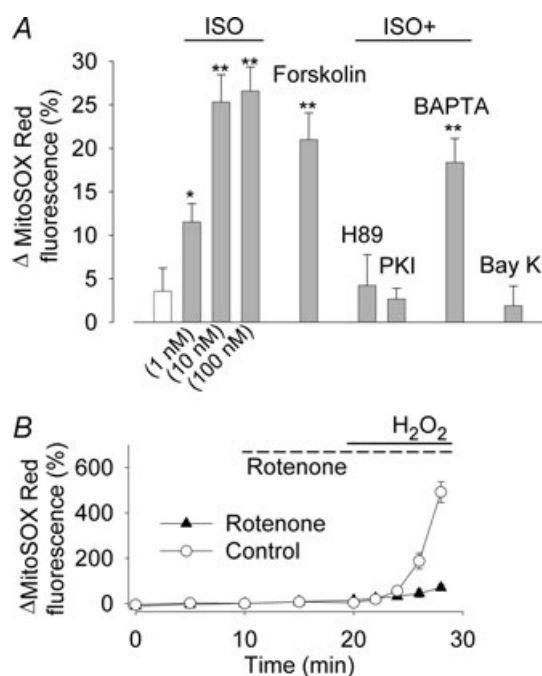 A
ISO
ISO+
Δ MitoSOX Red
fluorescence (%)
30
25
20
15
10
5
0
*
**
**
Forskolin
**
H89
PKI
BAPTA
**
Bay K
(1 nM)
(10 nM)
(100 nM)
B
H₂O₂
Rotenone
ΔMitoSOX Red
fluorescence (%)
600
400
200
0
Rotenone
Control
0 10 20 30
Time (min)